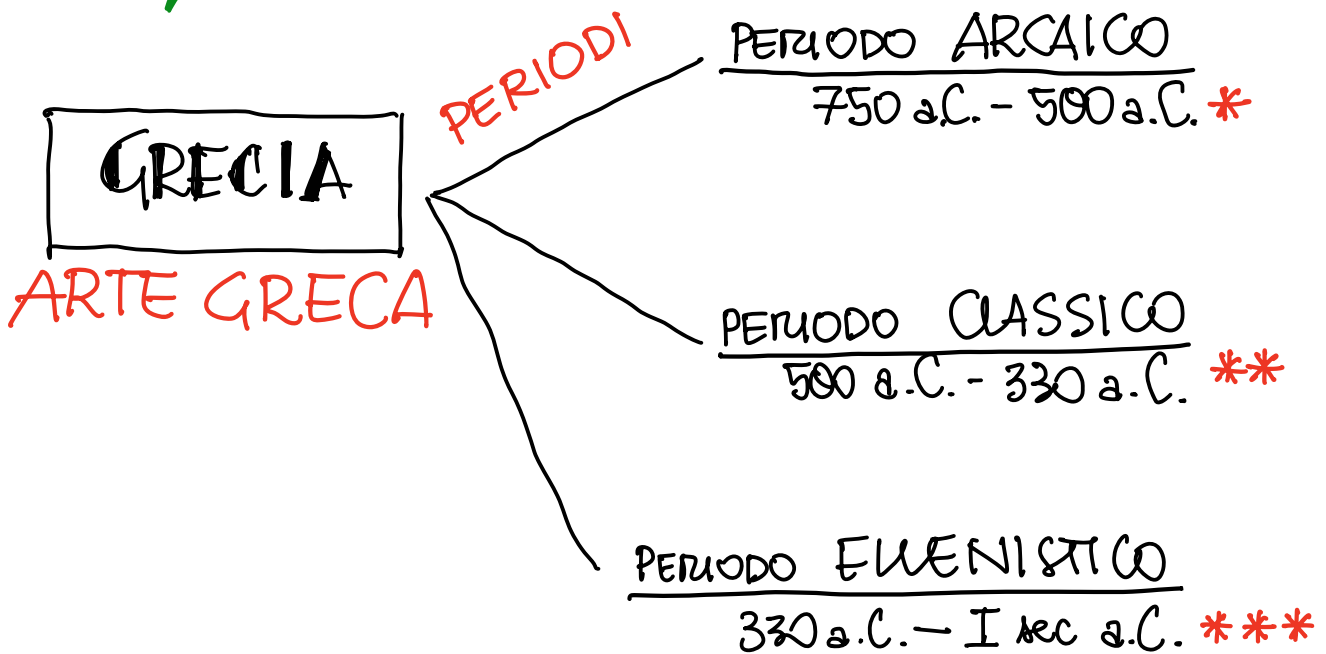 GRECIA
ARTE GRECA
PERIODI
PERIODO ARCAICO
750 a.C. - 500 a.C. *
PERIODO CLASSICO
500 a.C. - 330 a.C. **
PERIODO ELLENISTICO
330 a.C. - I sec a.C. ***